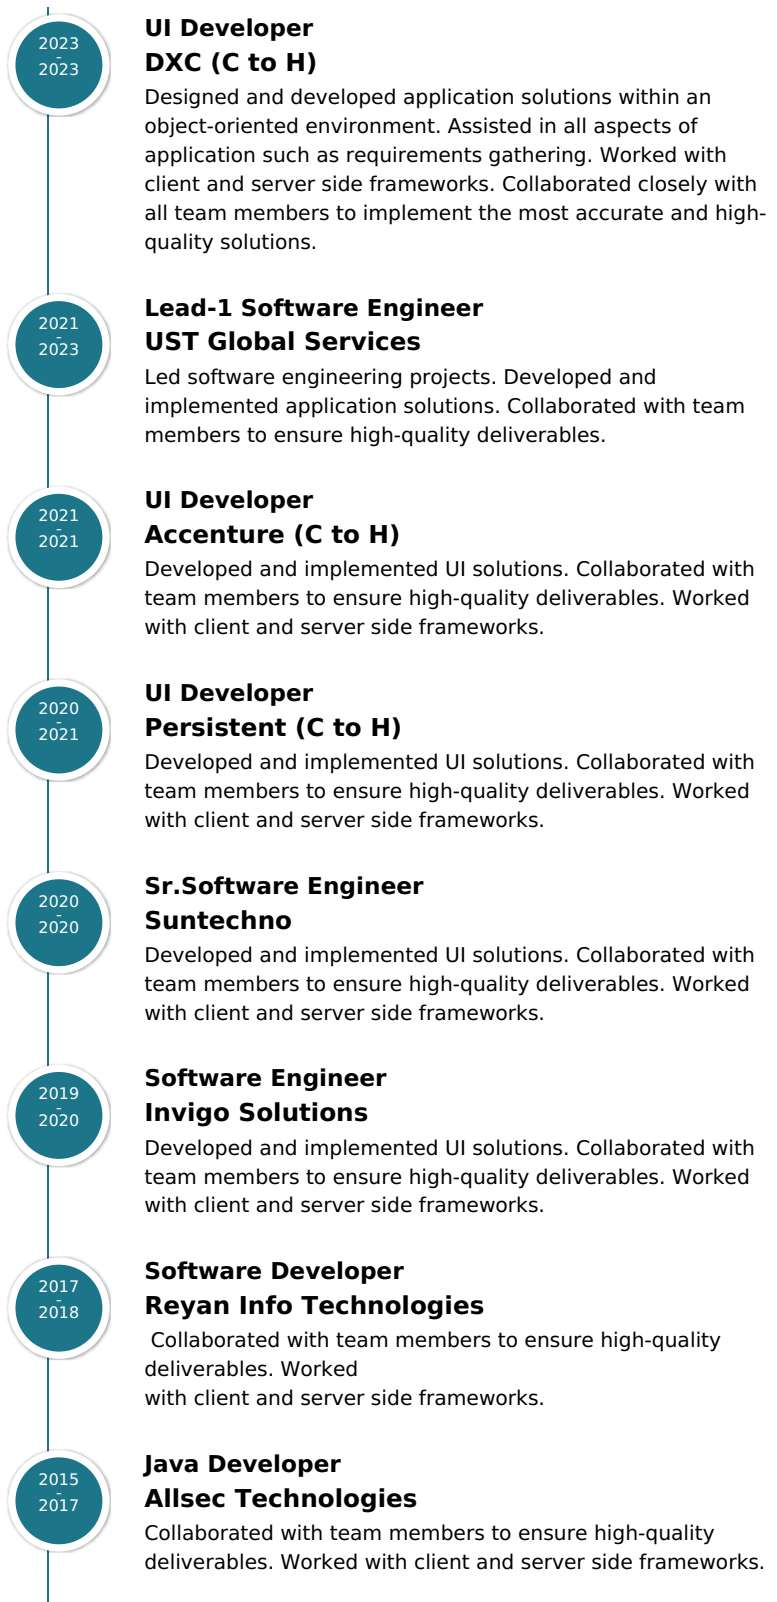 2023
-
2023
UI Developer
DXC (C to H)
Designed and developed application solutions within an
object-oriented environment. Assisted in all aspects of
application such as requirements gathering. Worked with
client and server side frameworks. Collaborated closely with
all team members to implement the most accurate and high-
quality solutions.
2021
-
2023
Lead-1 Software Engineer
UST Global Services
Led software engineering projects. Developed and
implemented application solutions. Collaborated with team
members to ensure high-quality deliverables.
2021
-
2021
UI Developer
Accenture (C to H)
Developed and implemented UI solutions. Collaborated with
team members to ensure high-quality deliverables. Worked
with client and server side frameworks.
2020
-
2021
UI Developer
Persistent (C to H)
Developed and implemented UI solutions. Collaborated with
team members to ensure high-quality deliverables. Worked
with client and server side frameworks.
2020
-
2020
Sr.Software Engineer
Suntechno
Developed and implemented UI solutions. Collaborated with
team members to ensure high-quality deliverables. Worked
with client and server side frameworks.
2019
-
2020
Software Engineer
Invigo Solutions
Developed and implemented UI solutions. Collaborated with
team members to ensure high-quality deliverables. Worked
with client and server side frameworks.
2017
-
2018
Software Developer
Reyan Info Technologies
Collaborated with team members to ensure high-quality
deliverables. Worked
with client and server side frameworks.
2015
-
2017
Java Developer
Allsec Technologies
Collaborated with team members to ensure high-quality
deliverables. Worked with client and server side frameworks.